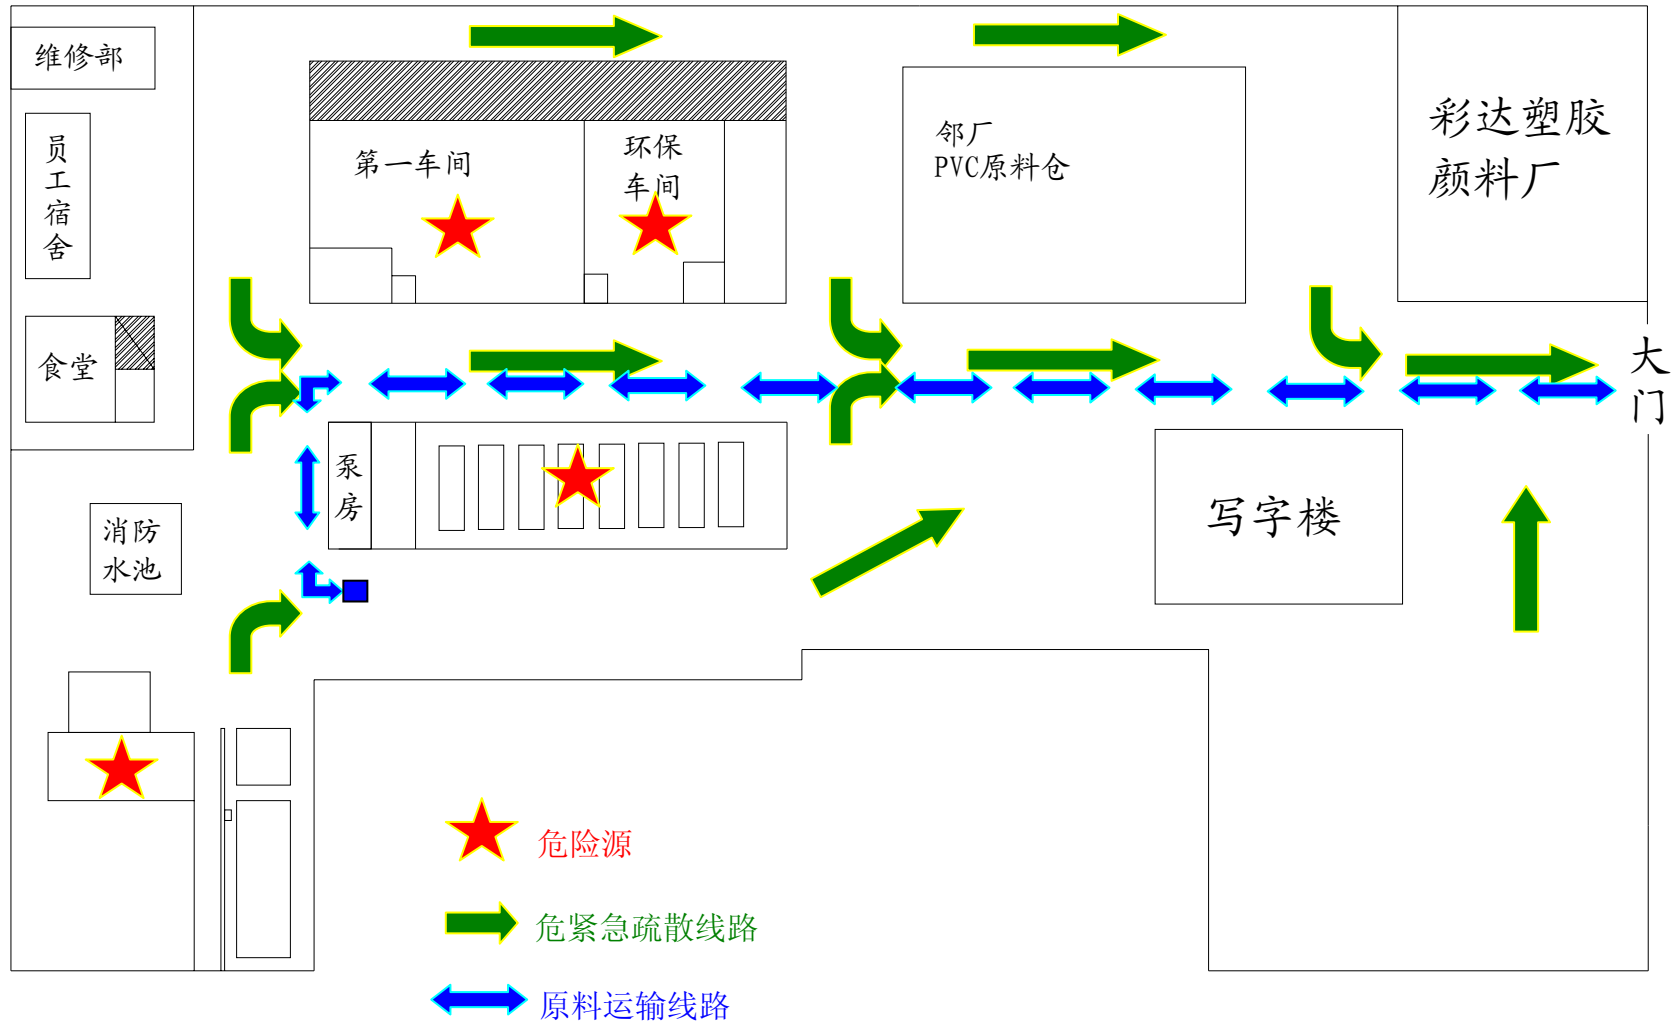 维修部
员
工
宿
舍
食堂
消防
水池
第一车间
环保
车间
泵
房
邻厂
PVC原料仓
彩达塑胶
颜料厂
大
门
写字楼
危险源
危紧急疏散线路
原料运输线路